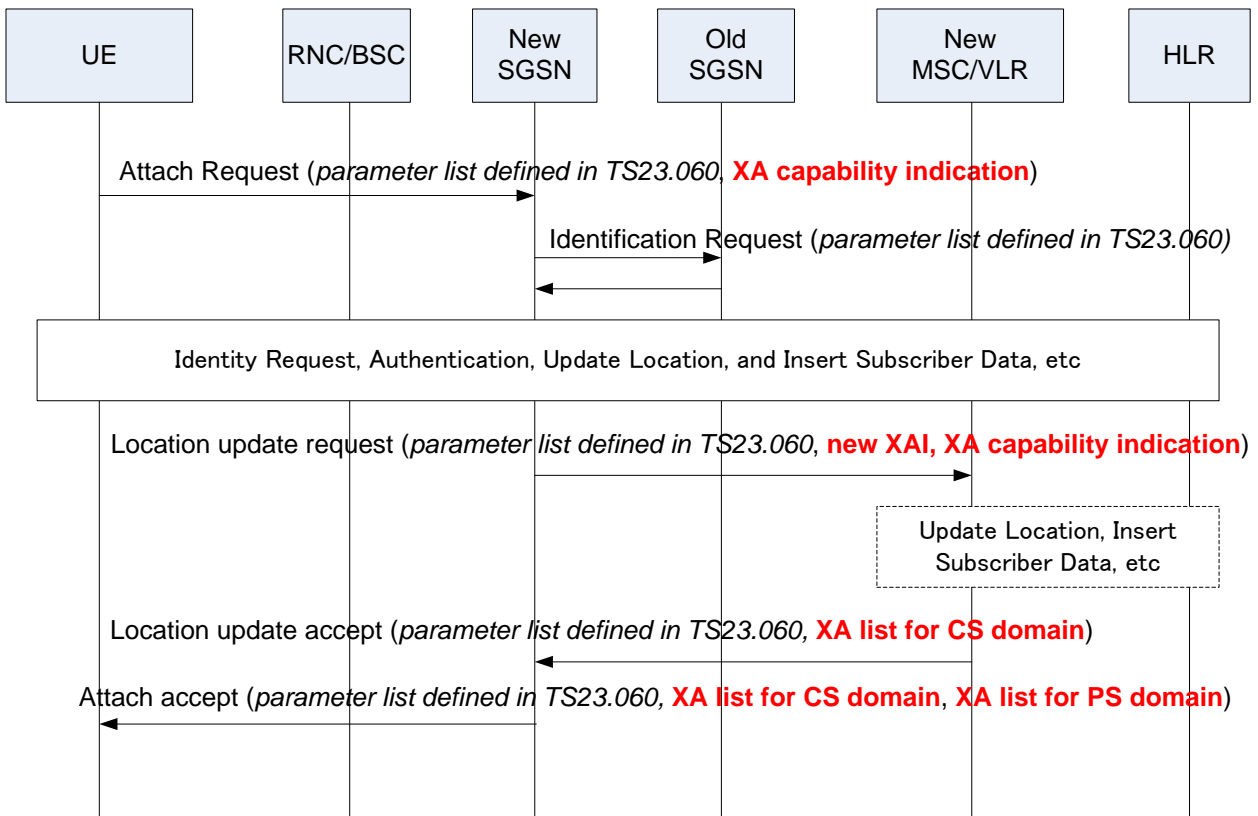 UE
RNC/BSC
New
SGSN
Old
SGSN
New
MSC/VLR
HLR
Attach Request (parameter list defined in TS23.060, XA capability indication)
Identification Request (parameter list defined in TS23.060)
Identity Request, Authentication, Update Location, and Insert Subscriber Data, etc
Location update request (parameter list defined in TS23.060, new XAI, XA capability indication)
Update Location, Insert
Subscriber Data, etc
Location update accept (parameter list defined in TS23.060, XA list for CS domain)
Attach accept (parameter list defined in TS23.060, XA list for CS domain, XA list for PS domain)